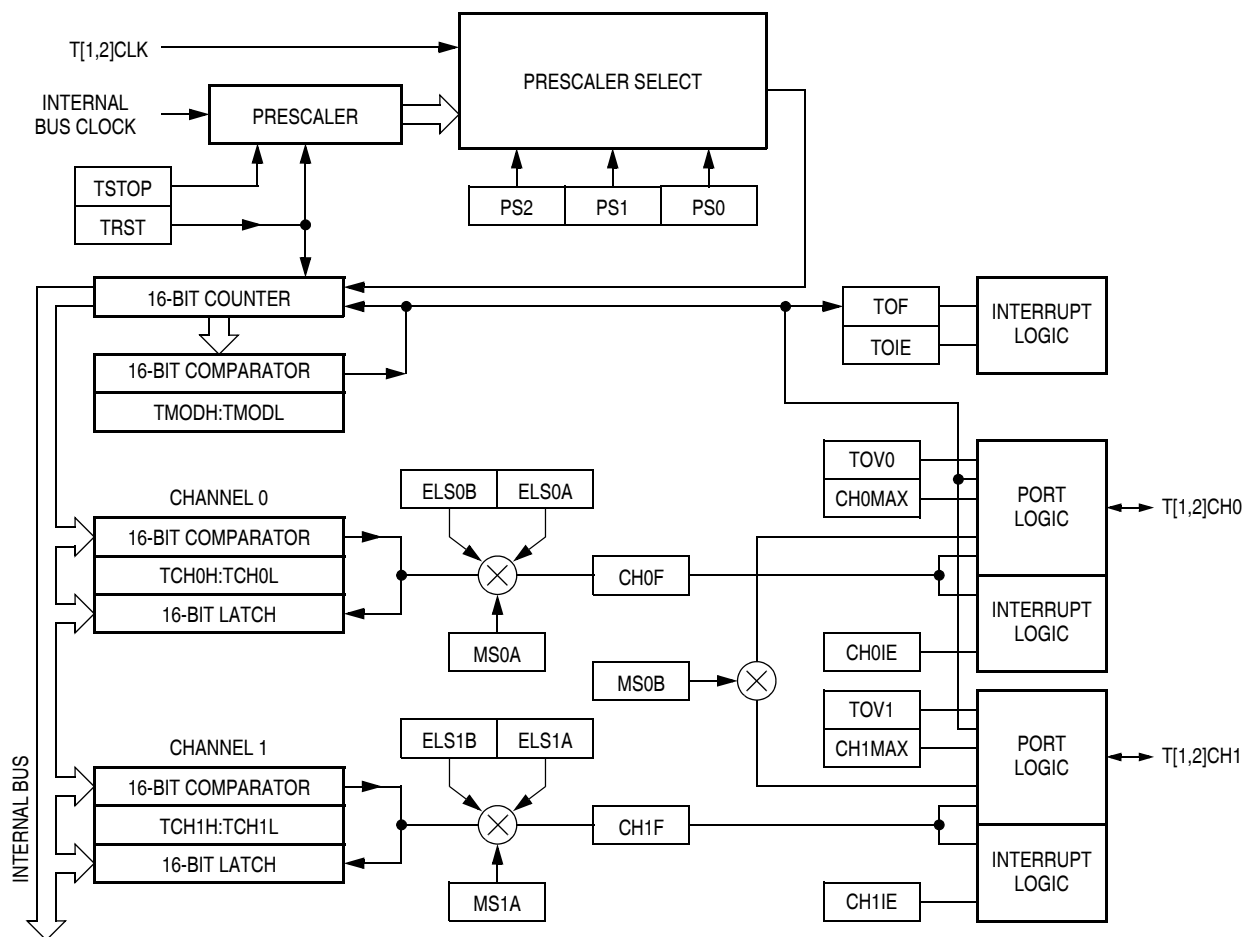 T[1,2]CLK
PRESCALER SELECT
INTERNAL
BUS CLOCK
PRESCALER
TSTOP
TRST
PS2
PS1
PS0
16-BIT COUNTER
TOF
TOIE
INTERRUPT
LOGIC
16-BIT COMPARATOR
TMODH:TMODL
CHANNEL 0
ELS0B
ELS0A
TOV0
CH0MAX
PORT
LOGIC
T[1,2]CH0
16-BIT COMPARATOR
TCH0H:TCH0L
16-BIT LATCH
CH0F
MS0A
INTERRUPT
LOGIC
CH0IE
MS0B
CHANNEL 1
ELS1B
ELS1A
TOV1
CH1MAX
PORT
LOGIC
T[1,2]CH1
16-BIT COMPARATOR
TCH1H:TCH1L
16-BIT LATCH
CH1F
MS1A
INTERRUPT
LOGIC
CH1IE
INTERNAL BUS